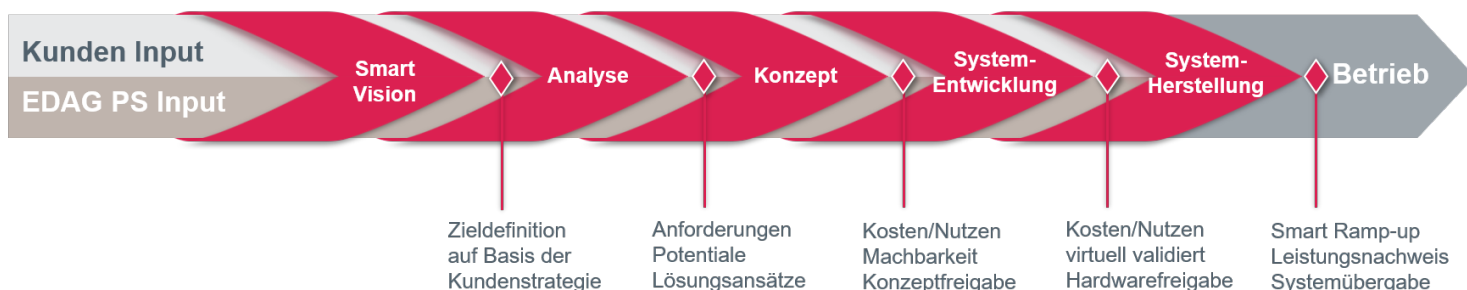 Kunden Input
EDAG PS Input
Smart
Vision
Analyse
Konzept
System-
Entwicklung
System-
Herstellung
Betrieb
Zieldefinition
auf Basis der
Kundenstrategie
Anforderungen
Potentiale
Lösungsansätze
Kosten/Nutzen
Machbarkeit
Konzeptfreigabe
Kosten/Nutzen
virtuell validiert
Hardwarefreigabe
Smart Ramp-up
Leistungsnachweis
Systemübergabe